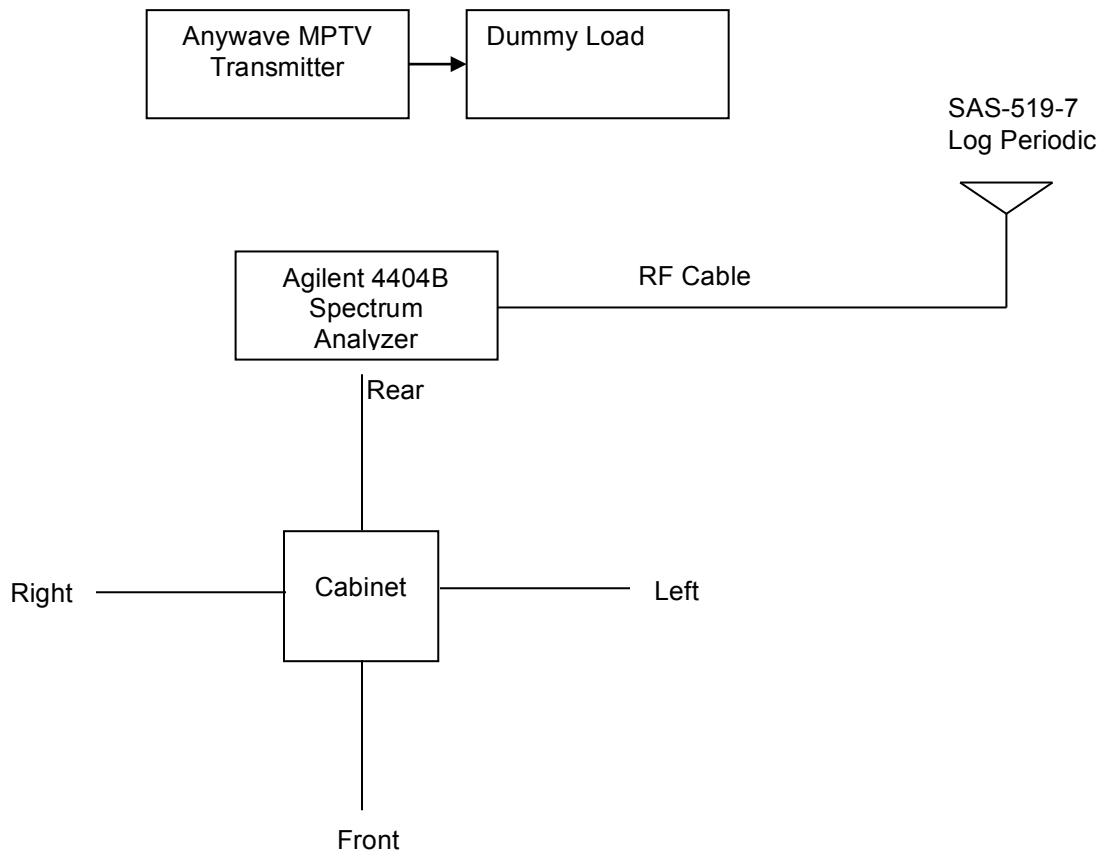 Anywave MPTV
Transmitter
Dummy Load
SAS-519-7
Log Periodic
Agilent 4404B
Spectrum
Analyzer
RF Cable
Rear
Right
Cabinet
Left
Front